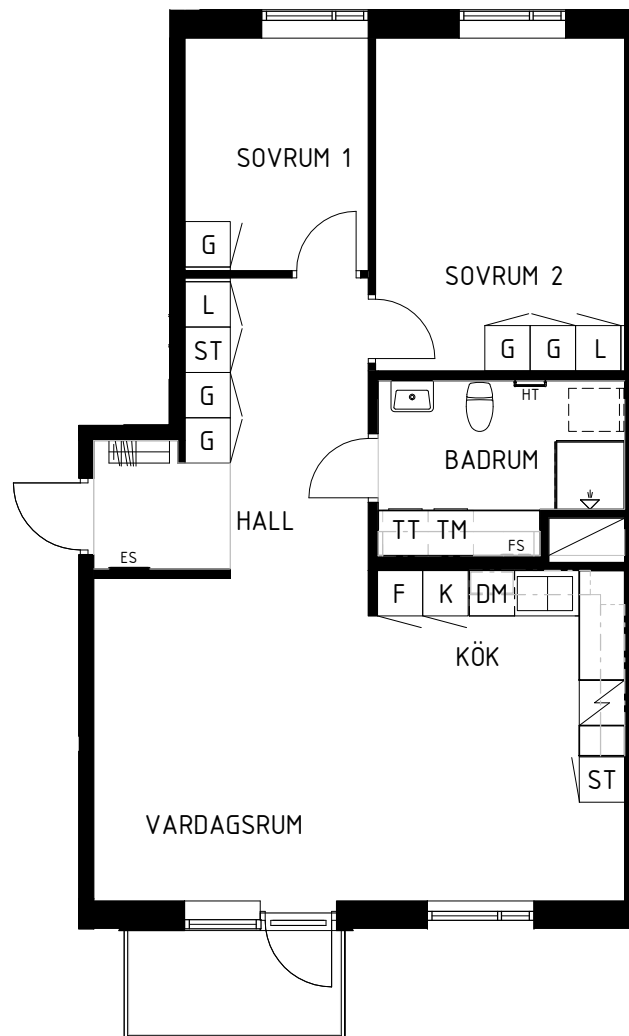 SOVRUM 1
G
SOVRUM 2
L
ST
G G L
G
HT
G
BADRUM
HALL
TT TM
FS
ES
F K DM
KÖK
ST
VARDAGSRUM